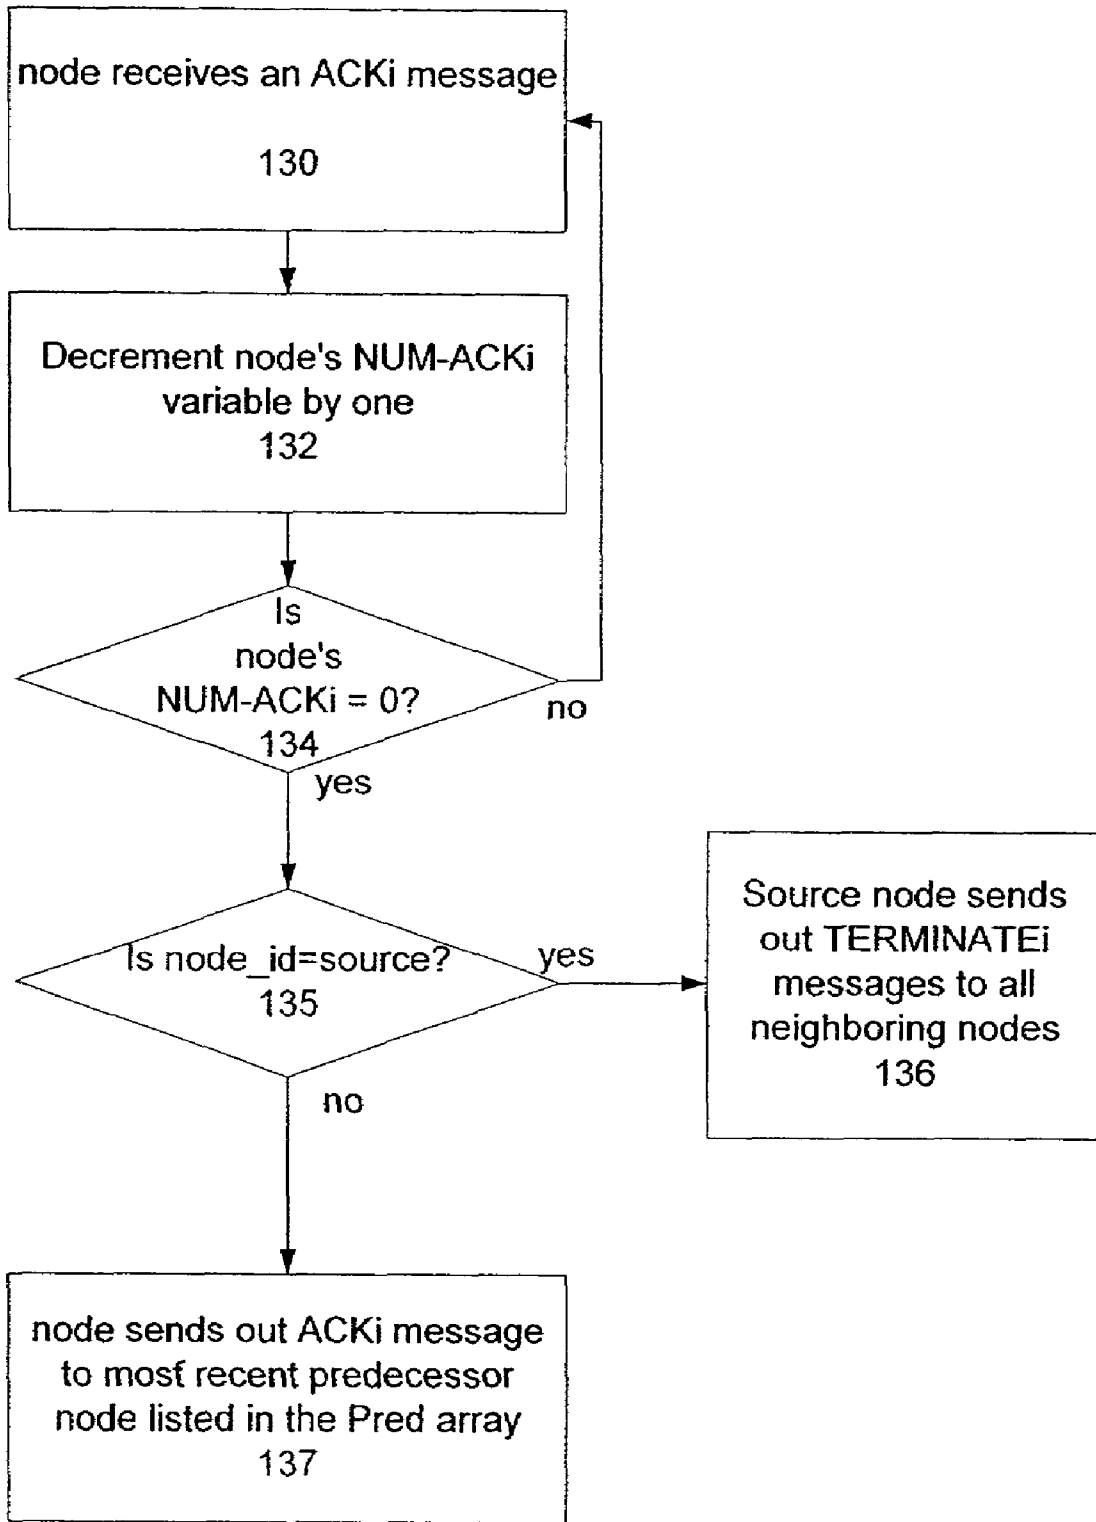 node receives an ACKi message
130
Decrement node's NUM-ACKi
variable by one
132
Is
node's
NUM-ACKi = 0?
134
no
yes
Is node_id=source?
135
yes
no
Source node sends
out TERMINATEi
messages to all
neighboring nodes
136
node sends out ACKi message
to most recent predecessor
node listed in the Pred array
137